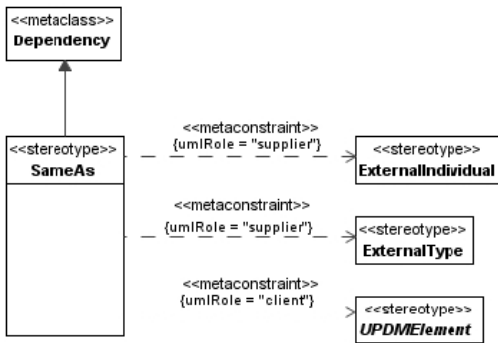 <<metaclass>>
Dependency
<<stereotype>>
SameAs
<<metaconstraint>>
{umlRole = "supplier"}
<<stereotype>>
ExternalIndividual
<<metaconstraint>>
{umlRole = "supplier"}
<<stereotype>>
ExternalType
<<metaconstraint>>
{umlRole = "client"}
<<stereotype>>
UPDMElement